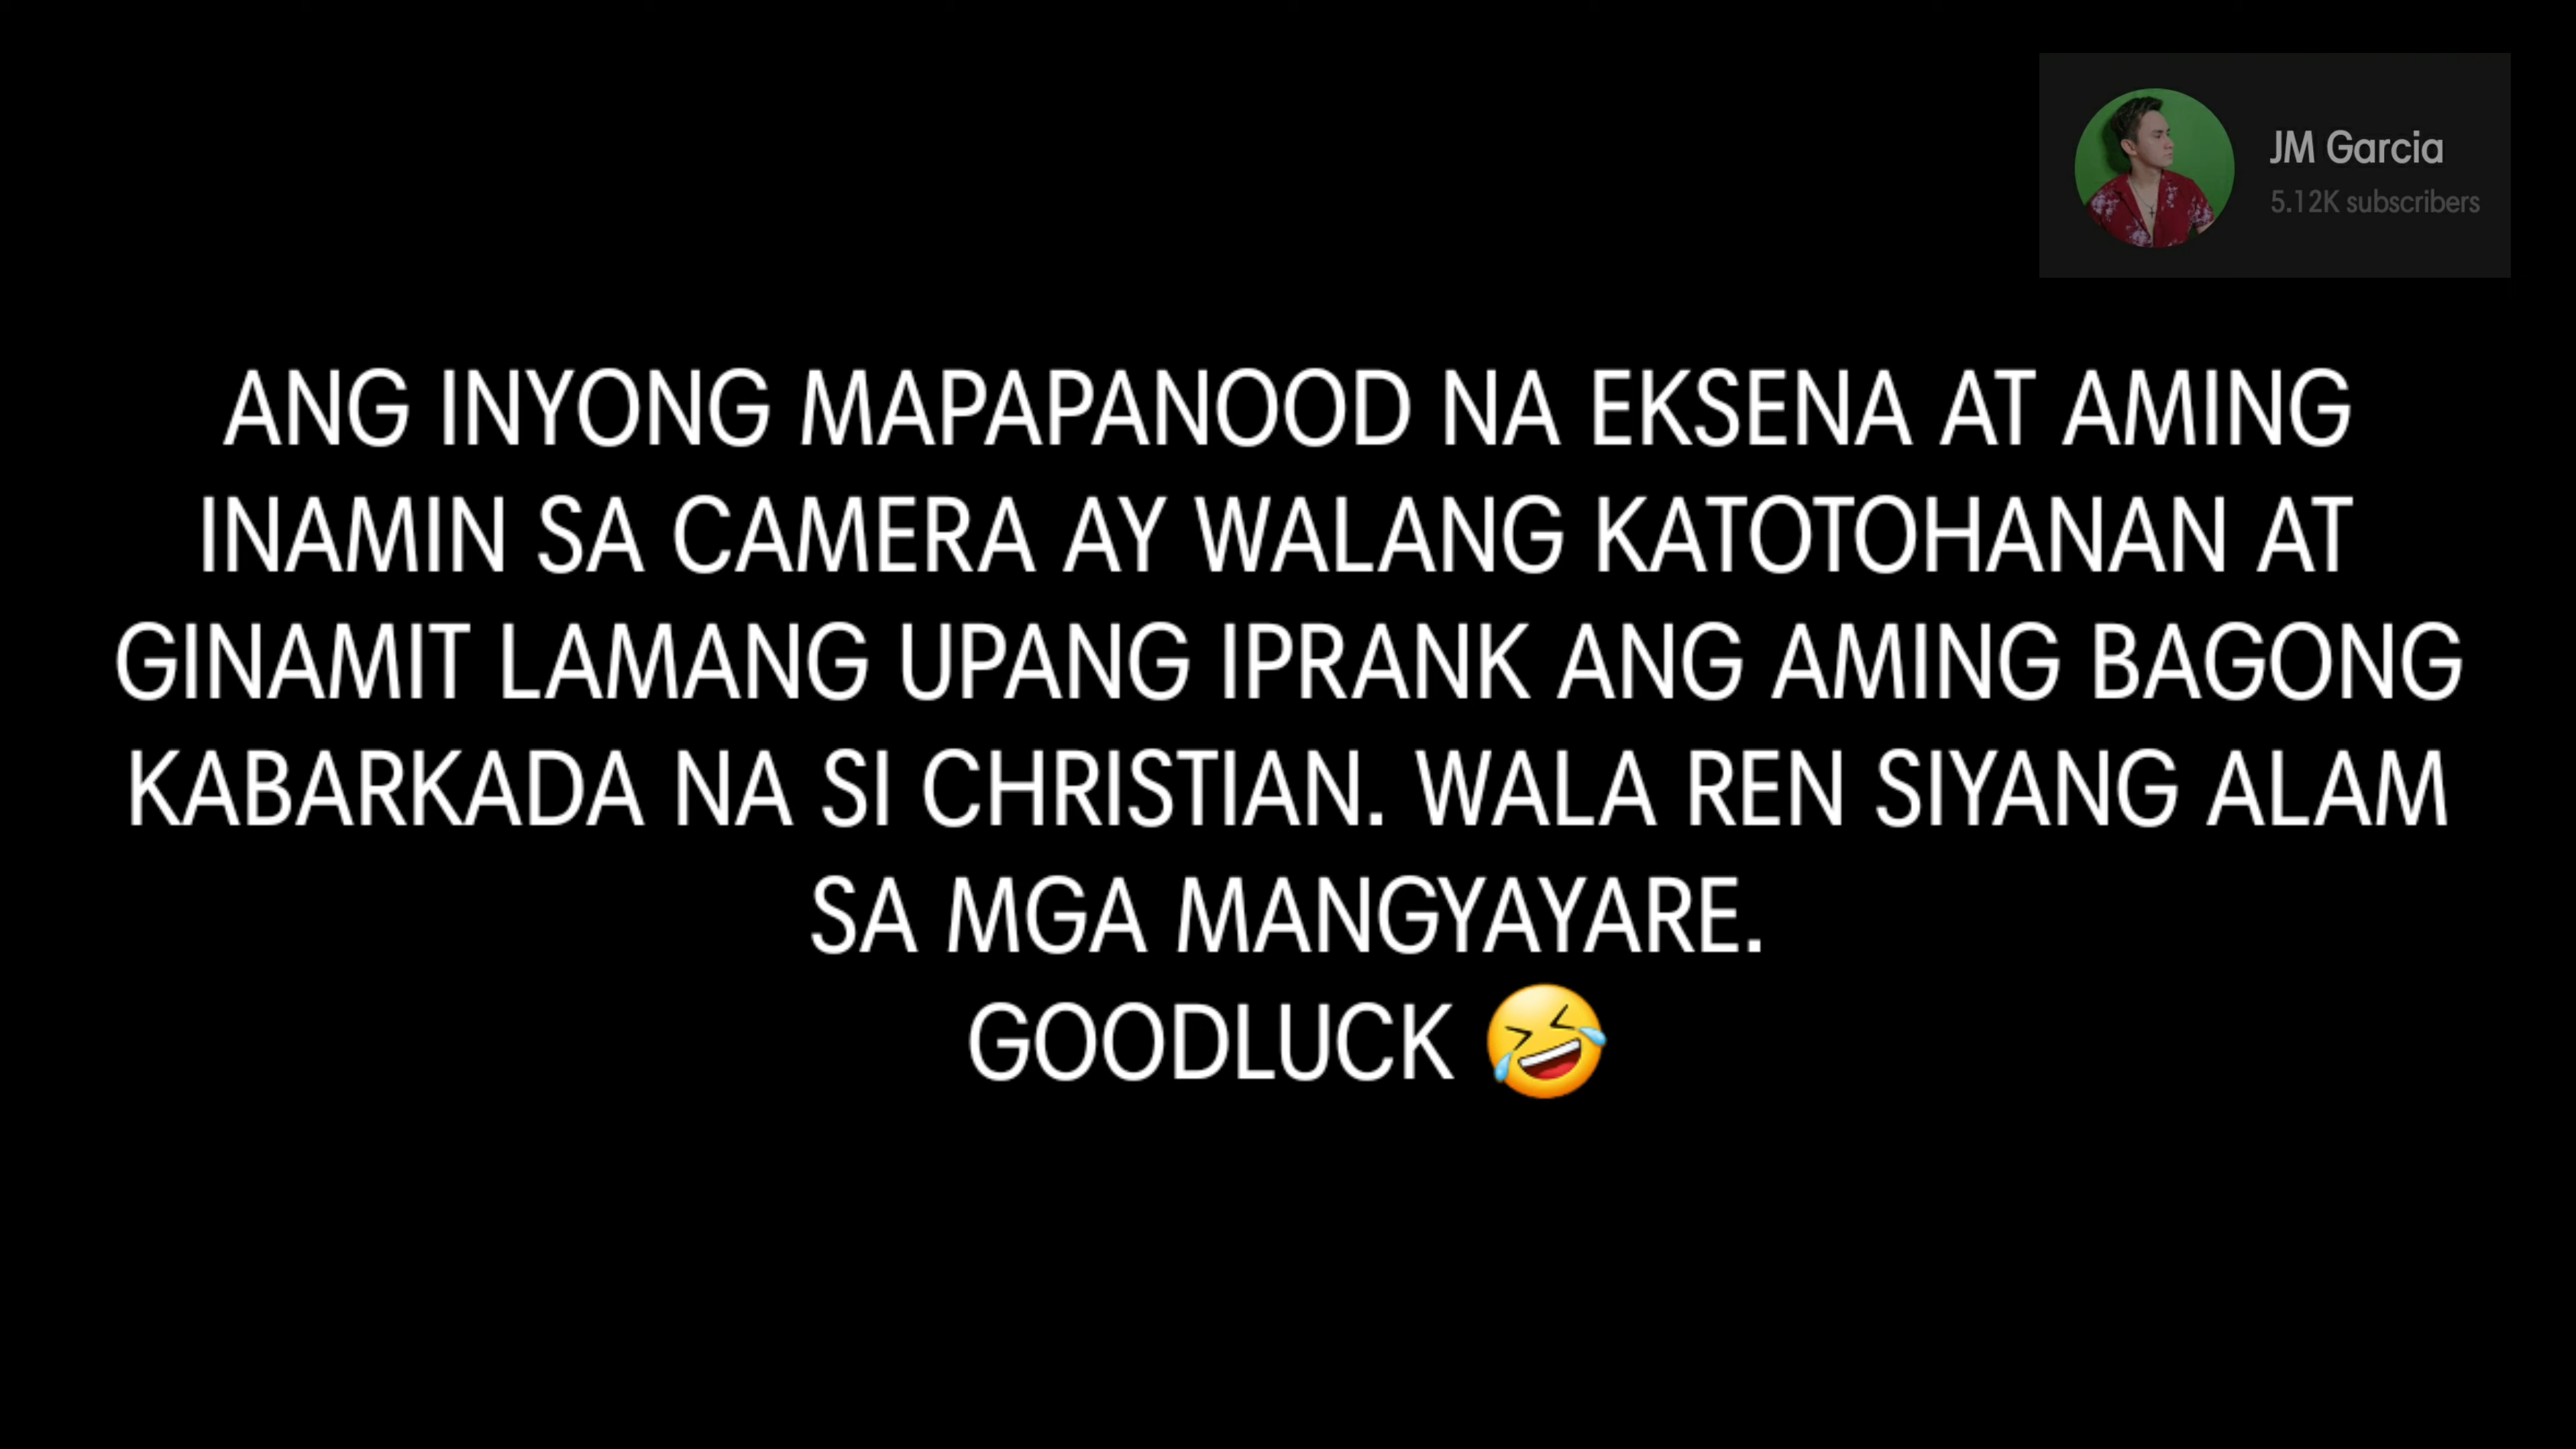 JM Garcia
5.12K subscribers
ANG INYONG MAPAPANOOD NA EKSENA AT AMING
INAMIN SA CAMERA AY WALANG KATOTOHANAN AT
GINAMIT LAMANG UPANG IPRANK ANG AMING BAGONG
KABARKADA NA SI CHRISTIAN. WALA REN SIYANG ALAM
SA MGA MANGYAYARE.
GOODLUCK 🤣